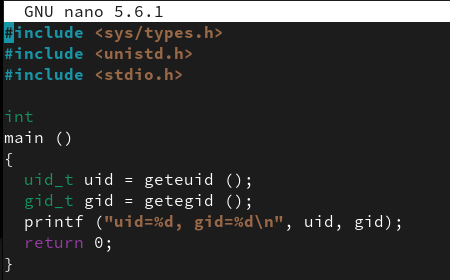 GNU nano 5.6.1
#include <sys/types.h>
#include <unistd.h>
#include <stdio.h>
int
main ()
{
  uid_t uid = geteuid ();
  gid_t gid = getegid ();
  printf ("uid=%d, gid=%d\n", uid, gid);
  return 0;
}